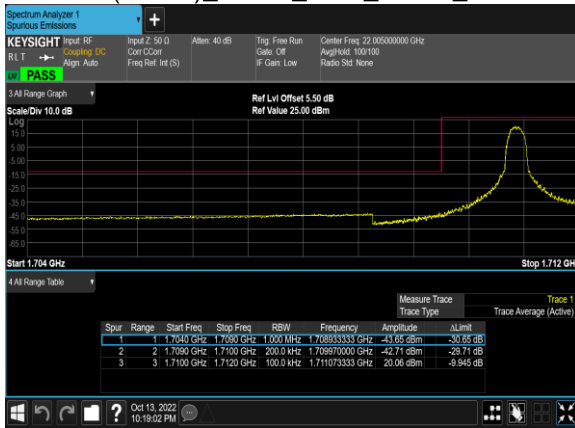 Spectrum Analyzer 1
Spurious Emissions
KEYSIGHT Input: RF
R L T Coupling: DC
Align: Auto
PASS
Input Z: 50 Ω
Corr CCorr
Freq Ref: Int (S)
Atten: 40 dB
Trig: Free Run
Gate: Off
IF Gain: Low
Center Freq: 22.005000000 GHz
Avg|Hold: 100/100
Radio Std: None
3 All Range Graph
Scale/Div 10.0 dB
Ref Lvl Offset 5.50 dB
Ref Value 25.00 dBm
Log
15.0
5.00
-5.00
-15.0
-25.0
-35.0
-45.0
-55.0
-65.0
Start 1.704 GHz
Stop 1.712 GH
4 All Range Table
Measure Trace Trace 1
Trace Type Trace Average (Active)
Spur Range Start Freq Stop Freq RBW Frequency Amplitude ΔLimit
1 1 1.7040 GHz 1.7090 GHz 1.000 MHz 1.708933333 GHz -43.65 dBm -30.65 dB
2 2 1.7090 GHz 1.7100 GHz 200.0 kHz 1.709970000 GHz -42.71 dBm -29.71 dB
3 3 1.7100 GHz 1.7120 GHz 100.0 kHz 1.711073333 GHz 20.06 dBm -9.945 dB
Oct 13, 2022
10:19:02 PM